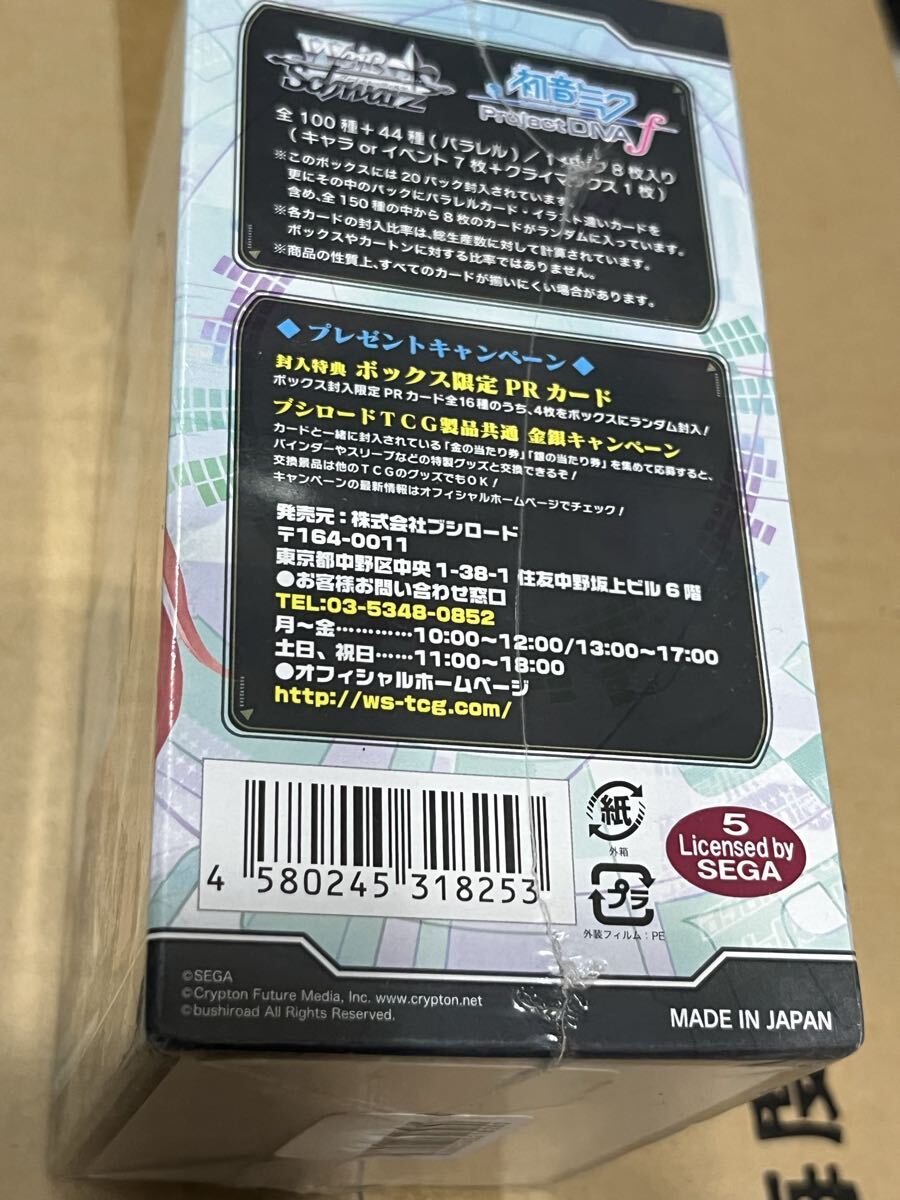 Weiß Schwarz
初音ミク
Project DIVA f
全100種+44種(パラレル)/1パック8枚入り
(キャラorイベント7枚+クライマックス1枚)
※このボックスには20パック封入されています。
更にその中のパックにパラレルカード・イラスト違いカードを
含め、全150種の中から8枚のカードがランダムに入っています。
※各カードの封入比率は、総生産数に対して計算されています。
ボックスやカートンに対する比率ではありません。
※商品の性質上、すべてのカードが揃いにくい場合があります。
◆プレゼントキャンペーン◆
封入特典 ボックス限定PRカード
ボックス封入限定PRカード全16種のうち、4枚をボックスにランダム封入!
ブシロードTCG製品共通 金銀キャンペーン
カードと一緒に封入されている「金の当たり券」「銀の当たり券」を集めて応募すると、
バインダーやスリーブなどの特製グッズと交換できるぞ!
交換景品は他のTCGのグッズでもOK!
キャンペーンの最新情報はオフィシャルホームページでチェック!
発売元:株式会社ブシロード
〒164-0011
東京都中野区中央1-38-1 住友中野坂上ビル6階
●お客様お問い合わせ窓口
TEL:03-5348-0852
月〜金…………10:00〜12:00/13:00〜17:00
土日、祝日……11:00〜18:00
●オフィシャルホームページ
http://ws-tcg.com/
4 580245 318253
紙
外箱
プラ
外装フィルム:PE
5
Licensed by
SEGA
©SEGA
©Crypton Future Media, Inc. www.crypton.net
©bushiroad All Rights Reserved.
MADE IN JAPAN